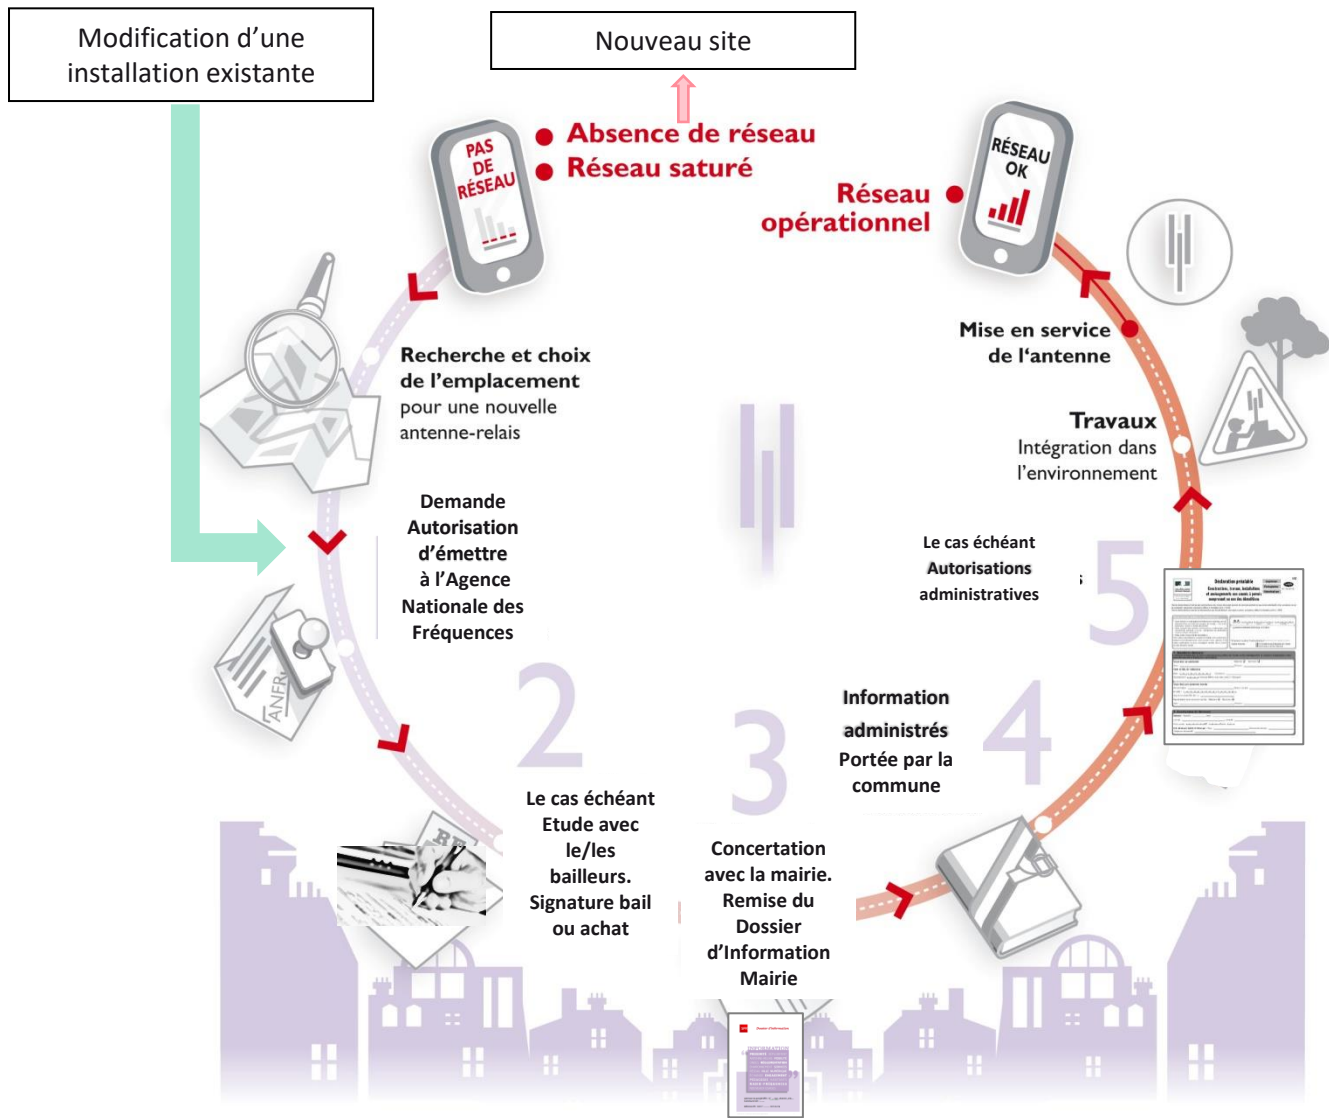 Modification d’une
installation existante
Nouveau site
Absence de réseau
Réseau saturé
PAS
DE
RÉSEAU
RÉSEAU
OK
Réseau
opérationnel
Recherche et choix
de l’emplacement
pour une nouvelle
antenne-relais
Mise en service
de l‘antenne
Travaux
Intégration dans
l’environnement
Demande
Autorisation
d’émettre
à l’Agence
Nationale des
Fréquences
ANFR
2
Le cas échéant
Etude avec
le/les
bailleurs.
Signature bail
ou achat
3
Concertation
avec la mairie.
Remise du
Dossier
d’Information
Mairie
4
Information
administrés
Portée par la
commune
5
Le cas échéant
Autorisations
administratives
Déclaration préalable
Dossier d'Information